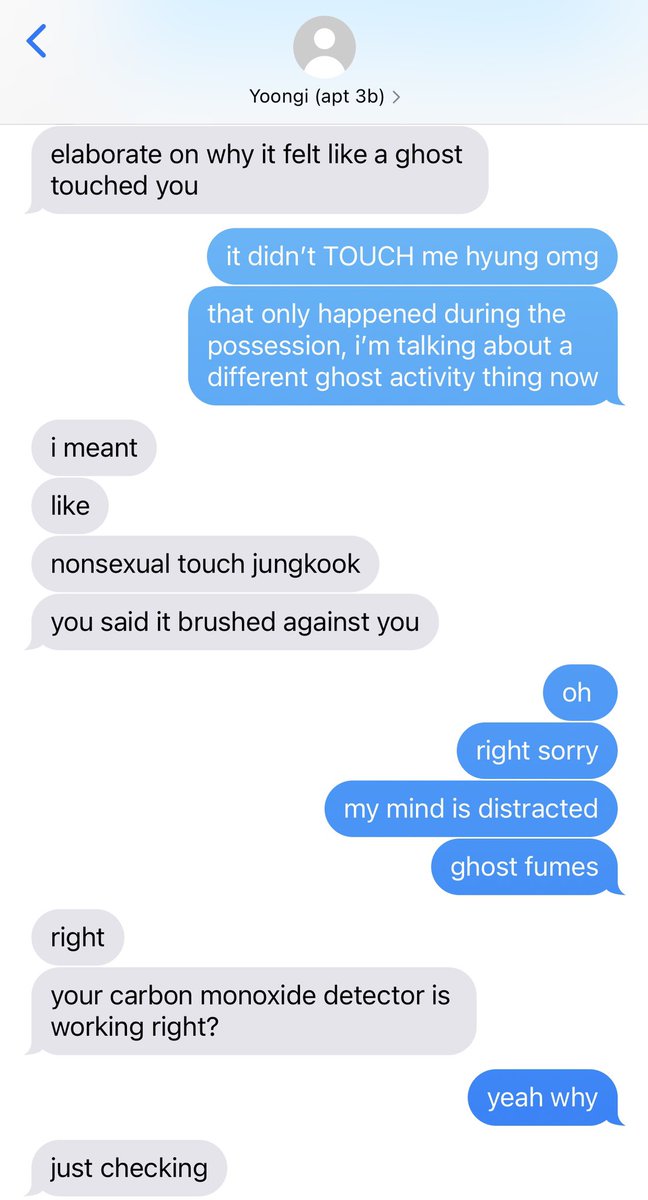 Yoongi (apt 3b)
elaborate on why it felt like a ghost
touched you
it didn’t TOUCH me hyung omg
that only happened during the
possession, i’m talking about a
different ghost activity thing now
i meant
like
nonsexual touch jungkook
you said it brushed against you
oh
right sorry
my mind is distracted
ghost fumes
right
your carbon monoxide detector is
working right?
yeah why
just checking